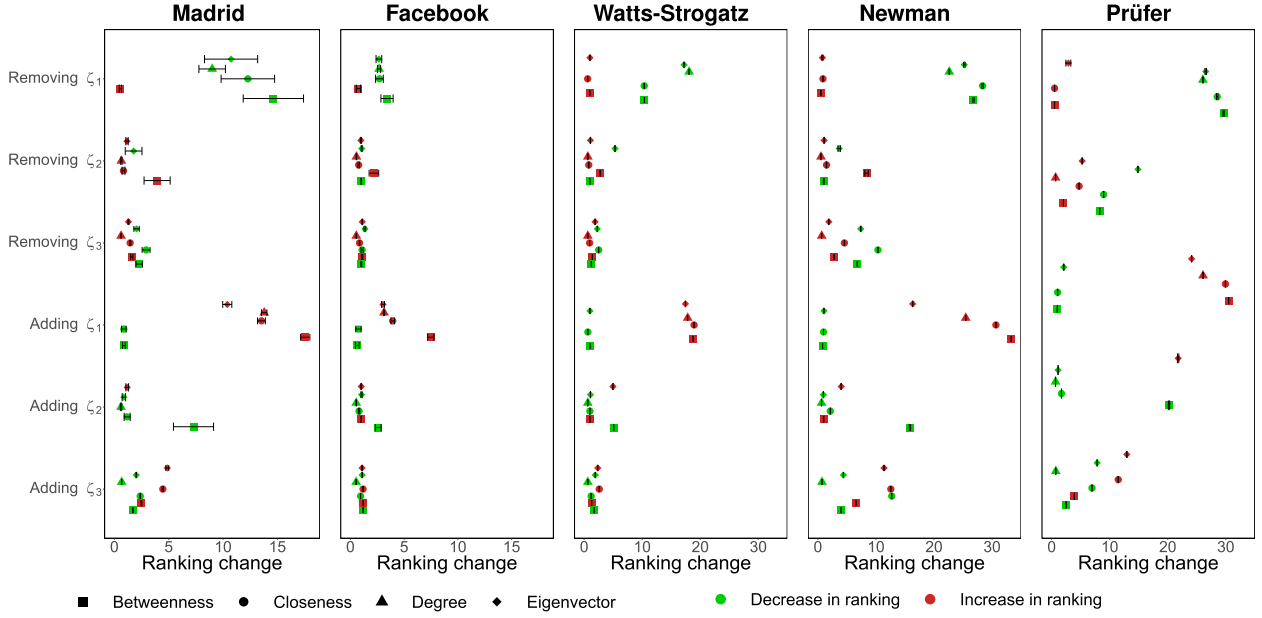 Madrid Facebook Watts-Strogatz Newman Prüfer
Removing ζ1
Removing ζ2
Removing ζ3
Adding ζ1
Adding ζ2
Adding ζ3
0 5 10 15 0 5 10 15 0 10 20 30 0 10 20 30 0 10 20 30
Ranking change Ranking change Ranking change Ranking change Ranking change
Betweenness Closeness Degree Eigenvector Decrease in ranking Increase in ranking